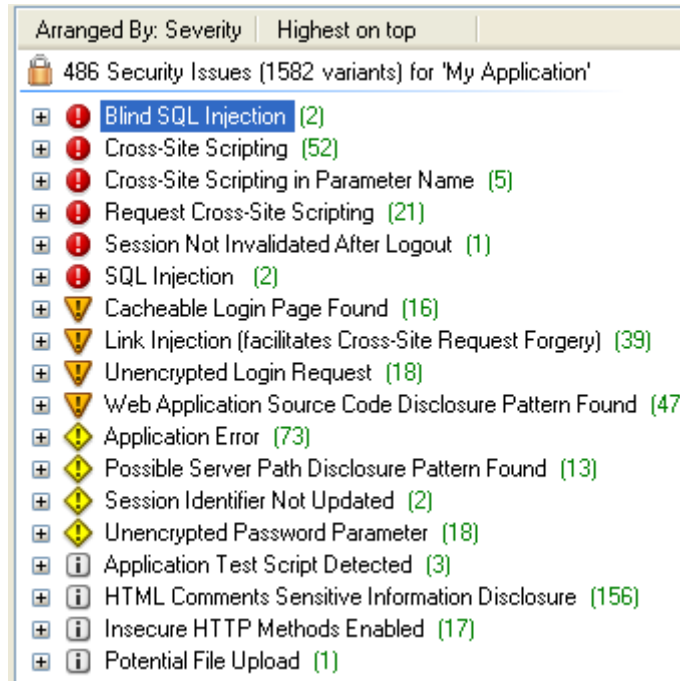 Arranged By: Severity Highest on top
486 Security Issues (1582 variants) for 'My Application'
Blind SQL Injection (2)
Cross-Site Scripting (52)
Cross-Site Scripting in Parameter Name (5)
Request Cross-Site Scripting (21)
Session Not Invalidated After Logout (1)
SQL Injection (2)
Cacheable Login Page Found (16)
Link Injection (facilitates Cross-Site Request Forgery) (39)
Unencrypted Login Request (18)
Web Application Source Code Disclosure Pattern Found (47
Application Error (73)
Possible Server Path Disclosure Pattern Found (13)
Session Identifier Not Updated (2)
Unencrypted Password Parameter (18)
Application Test Script Detected (3)
HTML Comments Sensitive Information Disclosure (156)
Insecure HTTP Methods Enabled (17)
Potential File Upload (1)